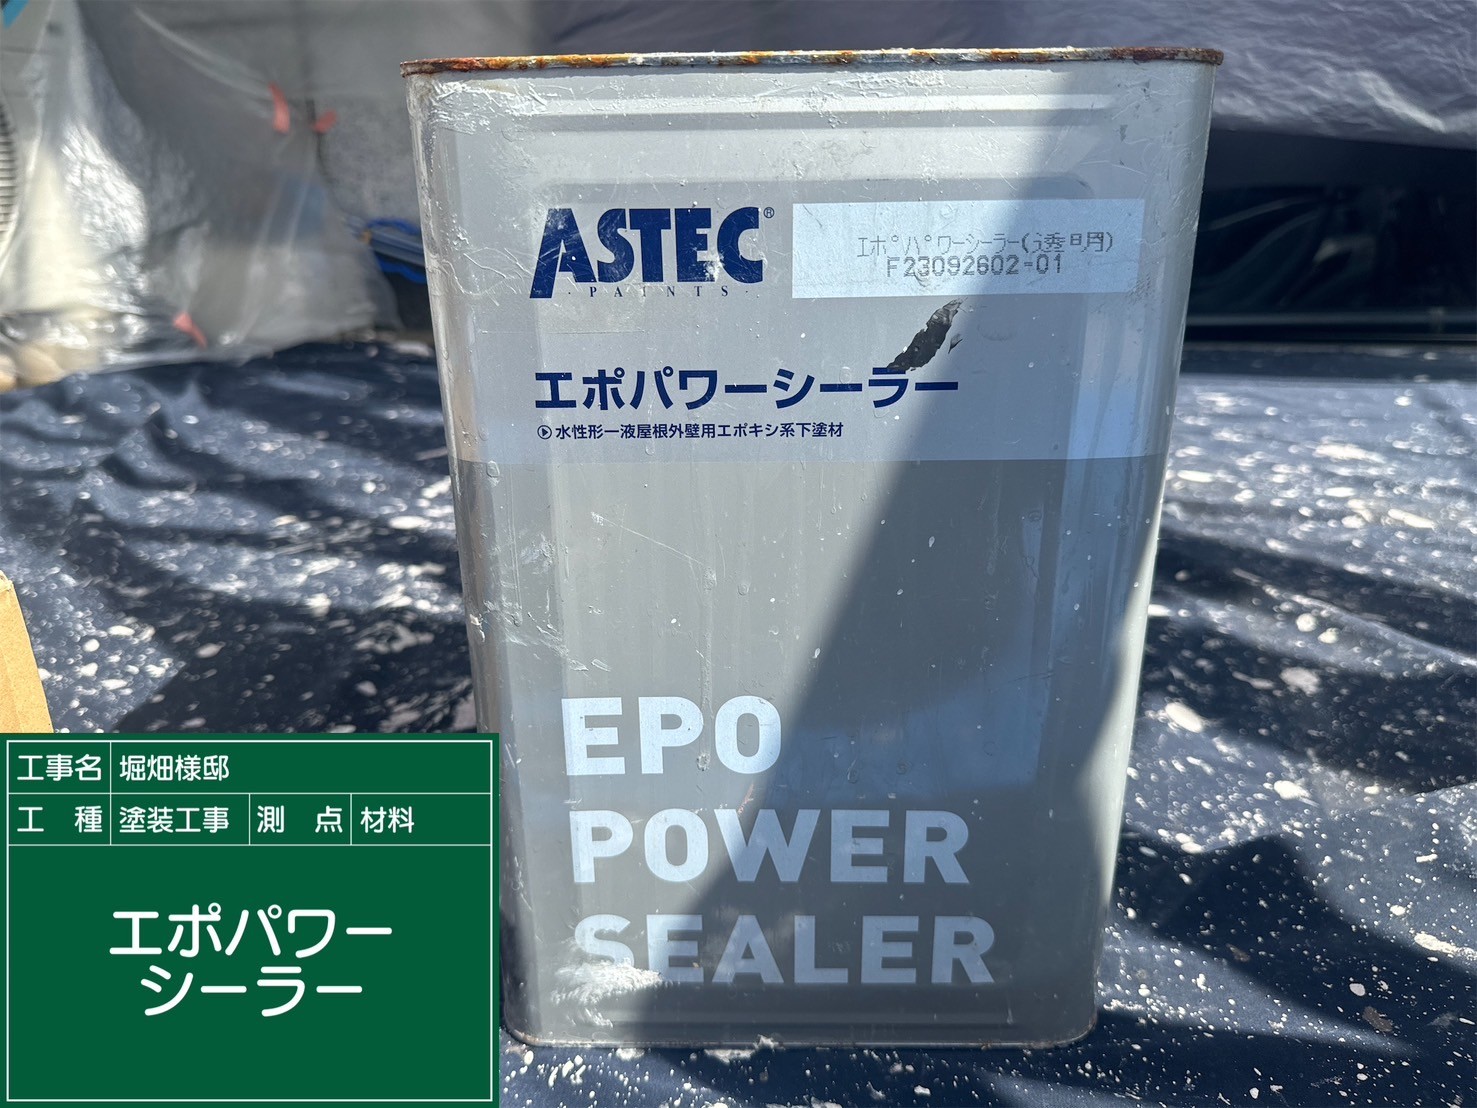 ASTEC®
PAINTS
エポパワーシーラー(透明)
F23092602-01
エポパワーシーラー
水性形一液屋根外壁用エポキシ系下塗材
EPO
POWER
SEALER
工事名 堀畑様邸
工 種 塗装工事 測 点 材料
エポパワー
シーラー